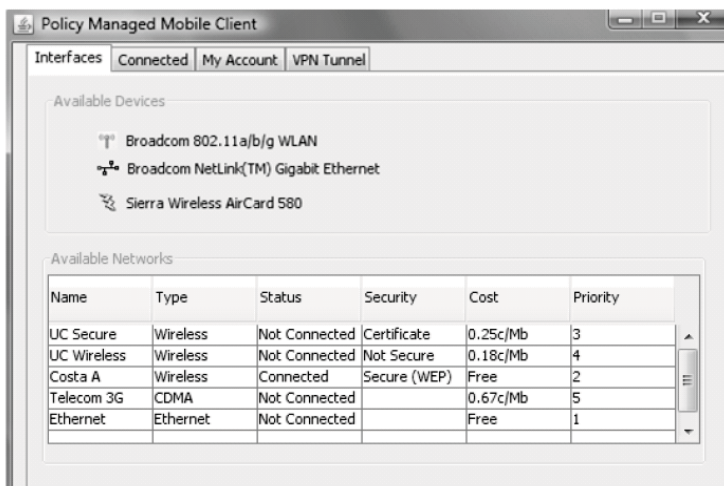 Policy Managed Mobile Client
Interfaces Connected My Account VPN Tunnel
Available Devices
Broadcom 802.11a/b/g WLAN
Broadcom NetLink(TM) Gigabit Ethernet
Sierra Wireless AirCard 580
Available Networks
Name Type Status Security Cost Priority
UC Secure Wireless Not Connected Certificate 0.25c/Mb 3
UC Wireless Wireless Not Connected Not Secure 0.18c/Mb 4
Costa A Wireless Connected Secure (WEP) Free 2
Telecom 3G CDMA Not Connected 0.67c/Mb 5
Ethernet Ethernet Not Connected Free 1